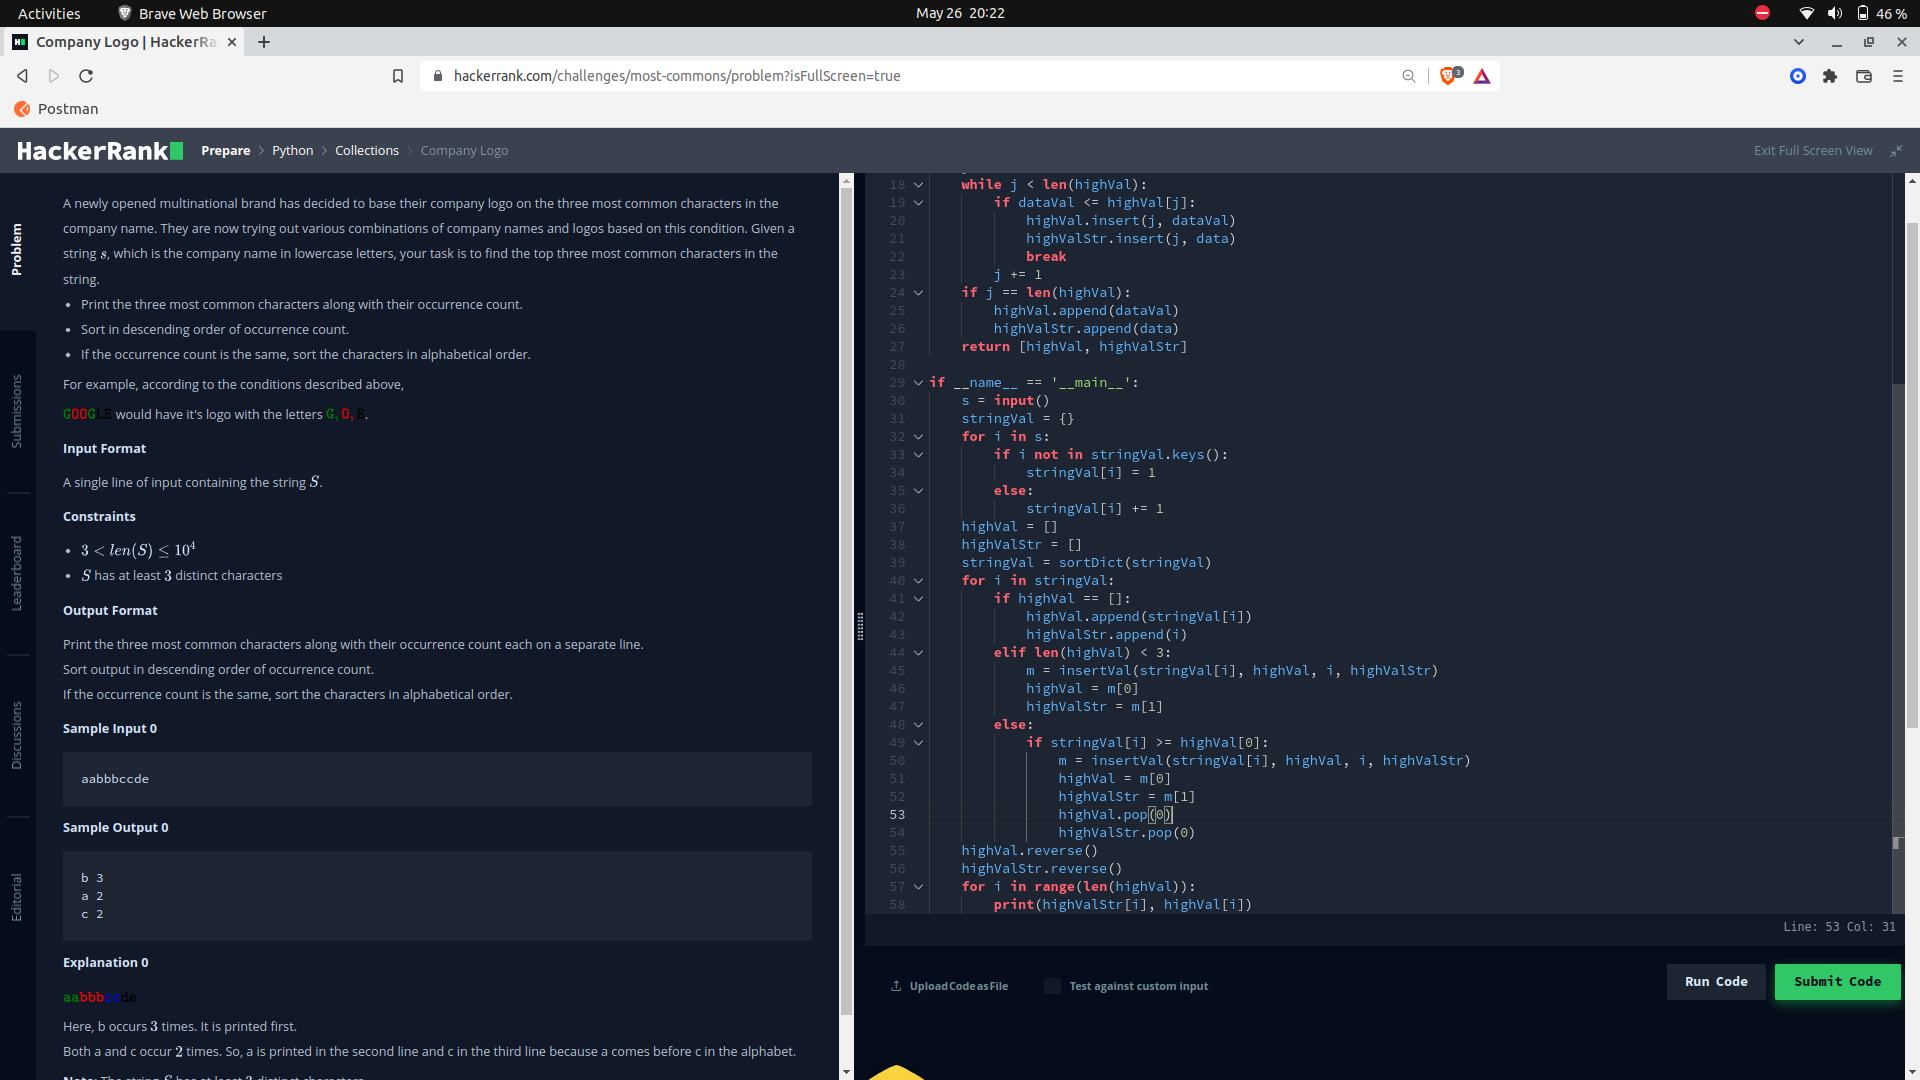 Activities
Brave Web Browser
May 26 20:22
46 %
Company Logo | HackerRa
hackerrank.com/challenges/most-commons/problem?isFullScreen=true
3
Postman
HackerRank
Prepare > Python > Collections > Company Logo
Exit Full Screen View
Problem
Submissions
Leaderboard
Discussions
Editorial
A newly opened multinational brand has decided to base their company logo on the three most common characters in the
company name. They are now trying out various combinations of company names and logos based on this condition. Given a
string s, which is the company name in lowercase letters, your task is to find the top three most common characters in the
string.
• Print the three most common characters along with their occurrence count.
• Sort in descending order of occurrence count.
• If the occurrence count is the same, sort the characters in alphabetical order.
For example, according to the conditions described above,
GOOGLE would have it's logo with the letters G, O, E.
Input Format
A single line of input containing the string S.
Constraints
• 3 < len(S) ≤ 10^4
• S has at least 3 distinct characters
Output Format
Print the three most common characters along with their occurrence count each on a separate line.
Sort output in descending order of occurrence count.
If the occurrence count is the same, sort the characters in alphabetical order.
Sample Input 0
aabbbccde
Sample Output 0
b 3
a 2
c 2
Explanation 0
aabbbccde
Here, b occurs 3 times. It is printed first.
Both a and c occur 2 times. So, a is printed in the second line and c in the third line because a comes before c in the alphabet.
18 while j < len(highVal):
19 if dataVal <= highVal[j]:
20 highVal.insert(j, dataVal)
21 highValStr.insert(j, data)
22 break
23 j += 1
24 if j == len(highVal):
25 highVal.append(dataVal)
26 highValStr.append(data)
27 return [highVal, highValStr]
28
29 if __name__ == '__main__':
30 s = input()
31 stringVal = {}
32 for i in s:
33 if i not in stringVal.keys():
34 stringVal[i] = 1
35 else:
36 stringVal[i] += 1
37 highVal = []
38 highValStr = []
39 stringVal = sortDict(stringVal)
40 for i in stringVal:
41 if highVal == []:
42 highVal.append(stringVal[i])
43 highValStr.append(i)
44 elif len(highVal) < 3:
45 m = insertVal(stringVal[i], highVal, i, highValStr)
46 highVal = m[0]
47 highValStr = m[1]
48 else:
49 if stringVal[i] >= highVal[0]:
50 m = insertVal(stringVal[i], highVal, i, highValStr)
51 highVal = m[0]
52 highValStr = m[1]
53 highVal.pop(0)
54 highValStr.pop(0)
55 highVal.reverse()
56 highValStr.reverse()
57 for i in range(len(highVal)):
58 print(highValStr[i], highVal[i])
Line: 53 Col: 31
Upload Code as File
Test against custom input
Run Code
Submit Code